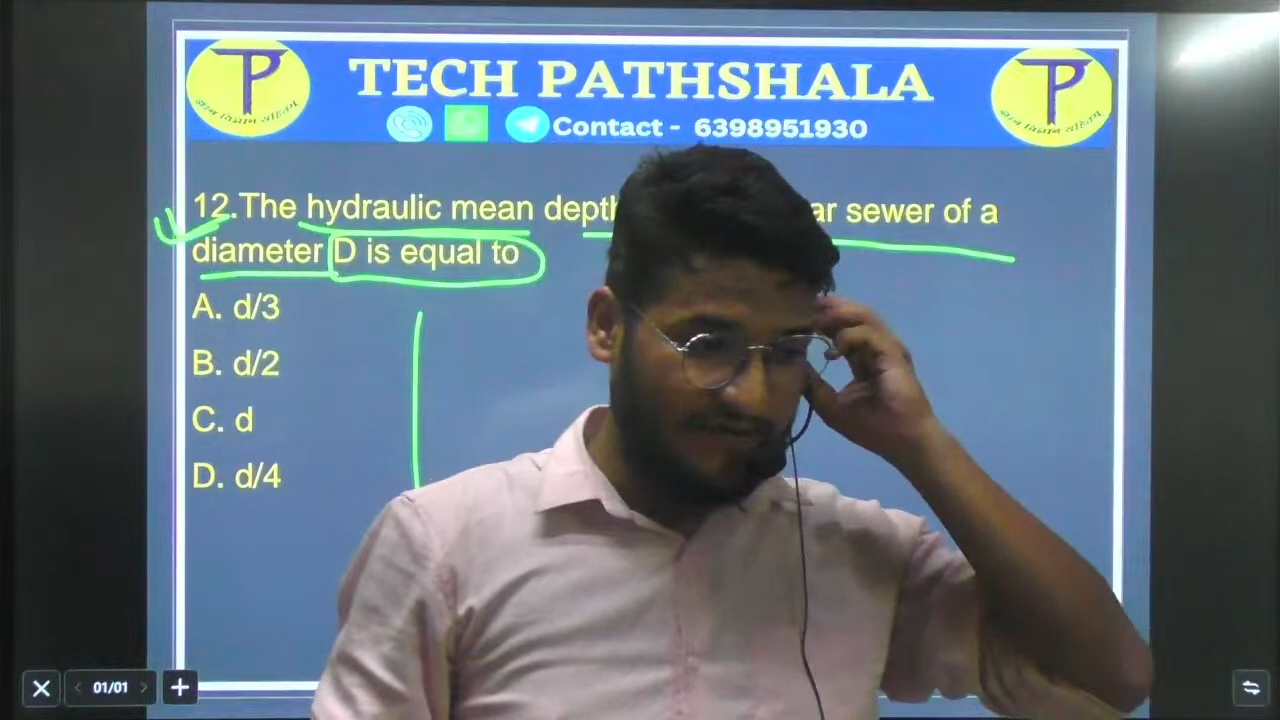 TECH PATHSHALA
Contact - 6398951930
12.The hydraulic mean depth ar sewer of a
diameter D is equal to
A. d/3
B. d/2
C. d
D. d/4
01/01